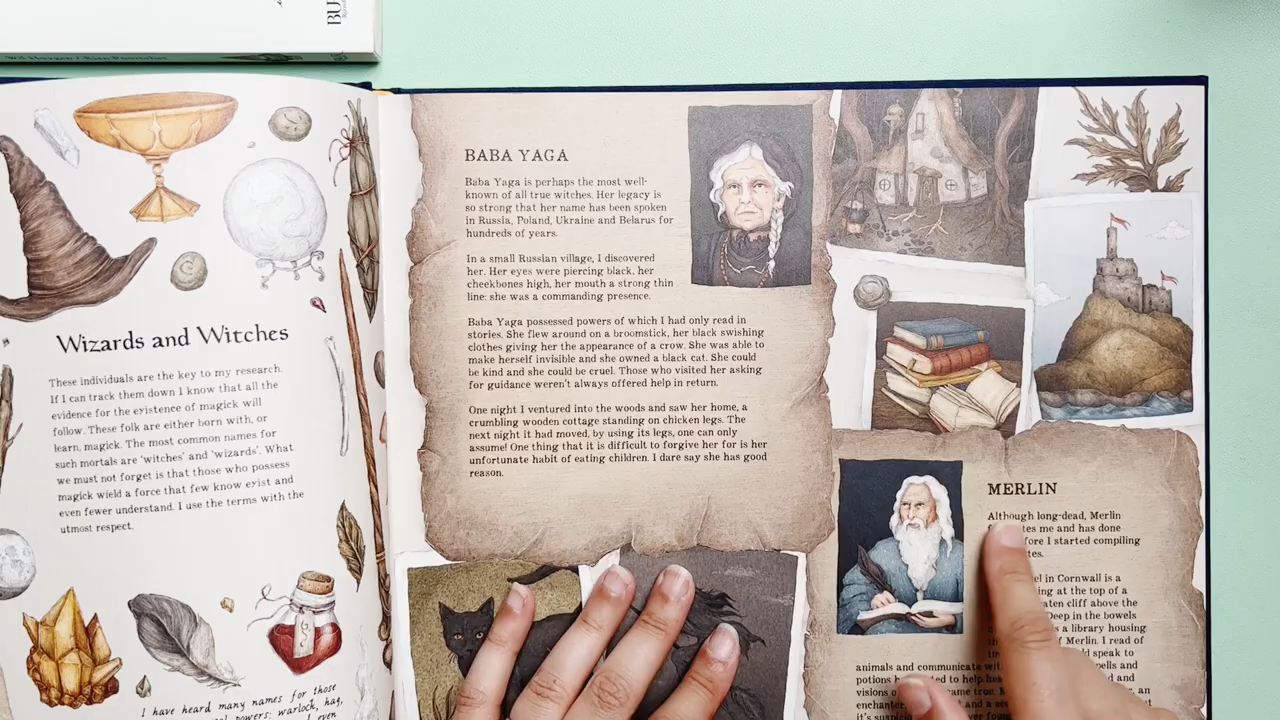 BU
Wizards and Witches
These individuals are the key to my research.
If I can track them down I know that all the
evidence for the existence of magick will
follow. These folk are either born with, or
learn, magick. The most common names for
such mortals are 'witches' and 'wizards'. What
we must not forget is that those who possess
magick wield a force that few know exist and
even fewer understand. I use the terms with the
utmost respect.
I have heard many names for those
powers: warlock, hag,
even
BABA YAGA
Baba Yaga is perhaps the most well-
known of all true witches. Her legacy is
so strong that her name has been spoken
in Russia, Poland, Ukraine and Belarus for
hundreds of years.
In a small Russian village, I discovered
her. Her eyes were piercing black, her
cheekbones high, her mouth a strong thin
line: she was a commanding presence.
Baba Yaga possessed powers of which I had only read in
stories. She flew around on a broomstick, her black swishing
clothes giving her the appearance of a crow. She was able to
make herself invisible and she owned a black cat. She could
be kind and she could be cruel. Those who visited her asking
for guidance weren't always offered help in return.
One night I ventured into the woods and saw her home, a
crumbling wooden cottage standing on chicken legs. The
next night it had moved, by using its legs, one can only
assume! One thing that it is difficult to forgive her for is her
unfortunate habit of eating children. I dare say she has good
reason.
MERLIN
Although long-dead, Merlin
me and has done
I started compiling
in Cornwall is a
at the top of a
cliff above the
Deep in the bowels
is a library housing
of Merlin. I read of
speak to
animals and communicate
and
potions to help
and
visions came true.
an
and a
it's